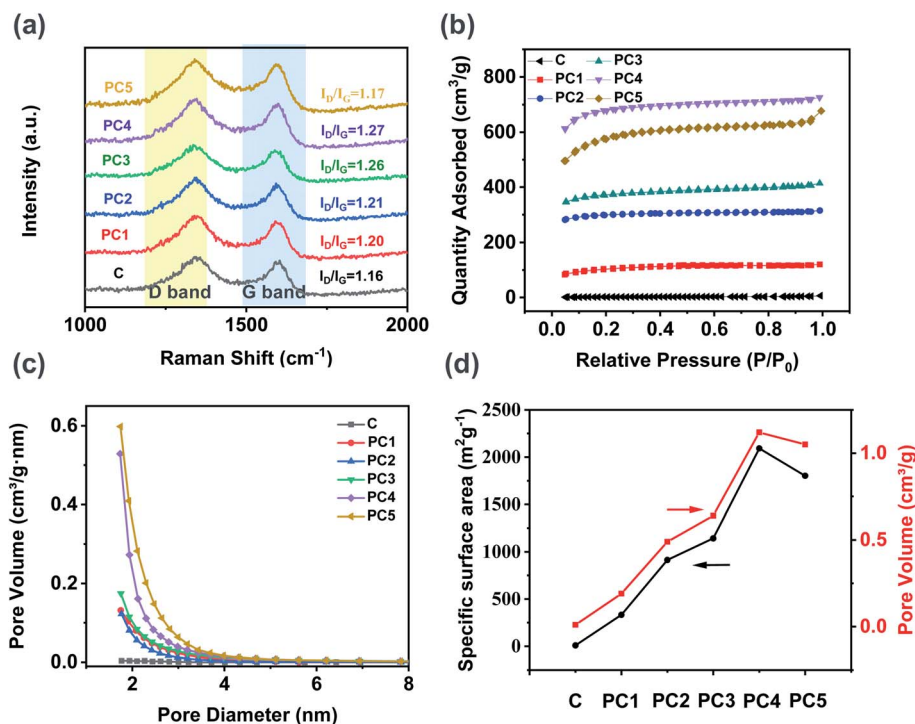 (a)
PC5
PC4
PC3
PC2
PC1
C
I_D/I_G=1.17
I_D/I_G=1.27
I_D/I_G=1.26
I_D/I_G=1.21
I_D/I_G=1.20
I_D/I_G=1.16
D band
G band
1000
1500
2000
Intensity (a.u.)
Raman Shift (cm⁻¹)
(b)
C
PC1
PC2
PC3
PC4
PC5
800
600
400
200
0
0.0
0.2
0.4
0.6
0.8
1.0
Quantity Adsorbed (cm³/g)
Relative Pressure (P/P₀)
(c)
C
PC1
PC2
PC3
PC4
PC5
0.6
0.4
0.2
0.0
2
4
6
8
Pore Volume (cm³/g·nm)
Pore Diameter (nm)
(d)
2500
2250
2000
1500
1250
1000
750
500
250
0
Specific surface area (m²g⁻¹)
1.0
0.5
0.0
Pore Volume (cm³/g)
C
PC1
PC2
PC3
PC4
PC5